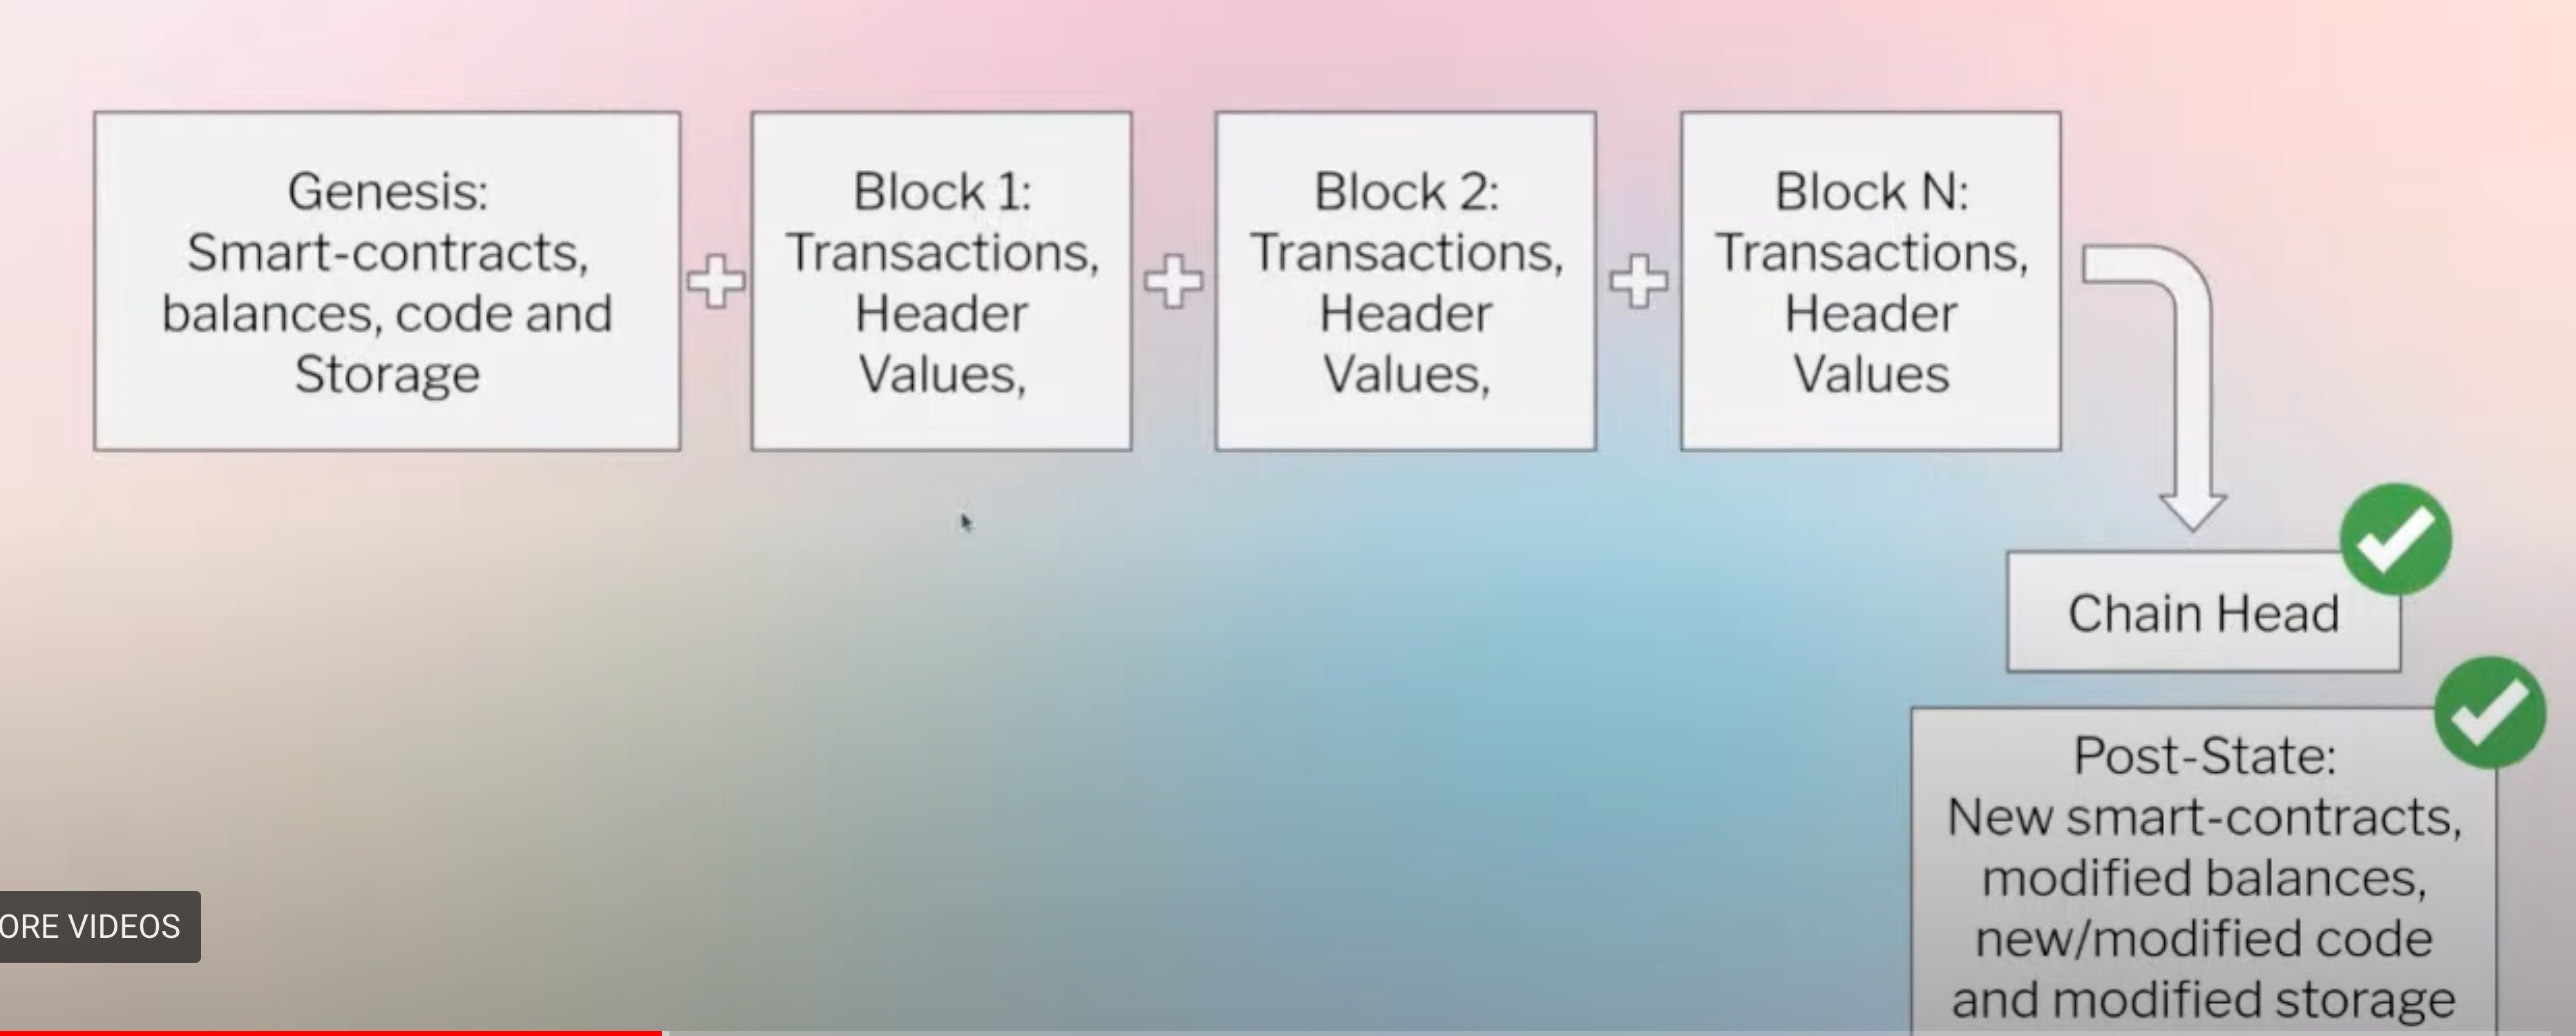 Genesis:
Smart-contracts,
balances, code and
Storage
Block 1:
Transactions,
Header
Values,
Block 2:
Transactions,
Header
Values,
Block N:
Transactions,
Header
Values
Chain Head
Post-State:
New smart-contracts,
modified balances,
new/modified code
and modified storage
ORE VIDEOS